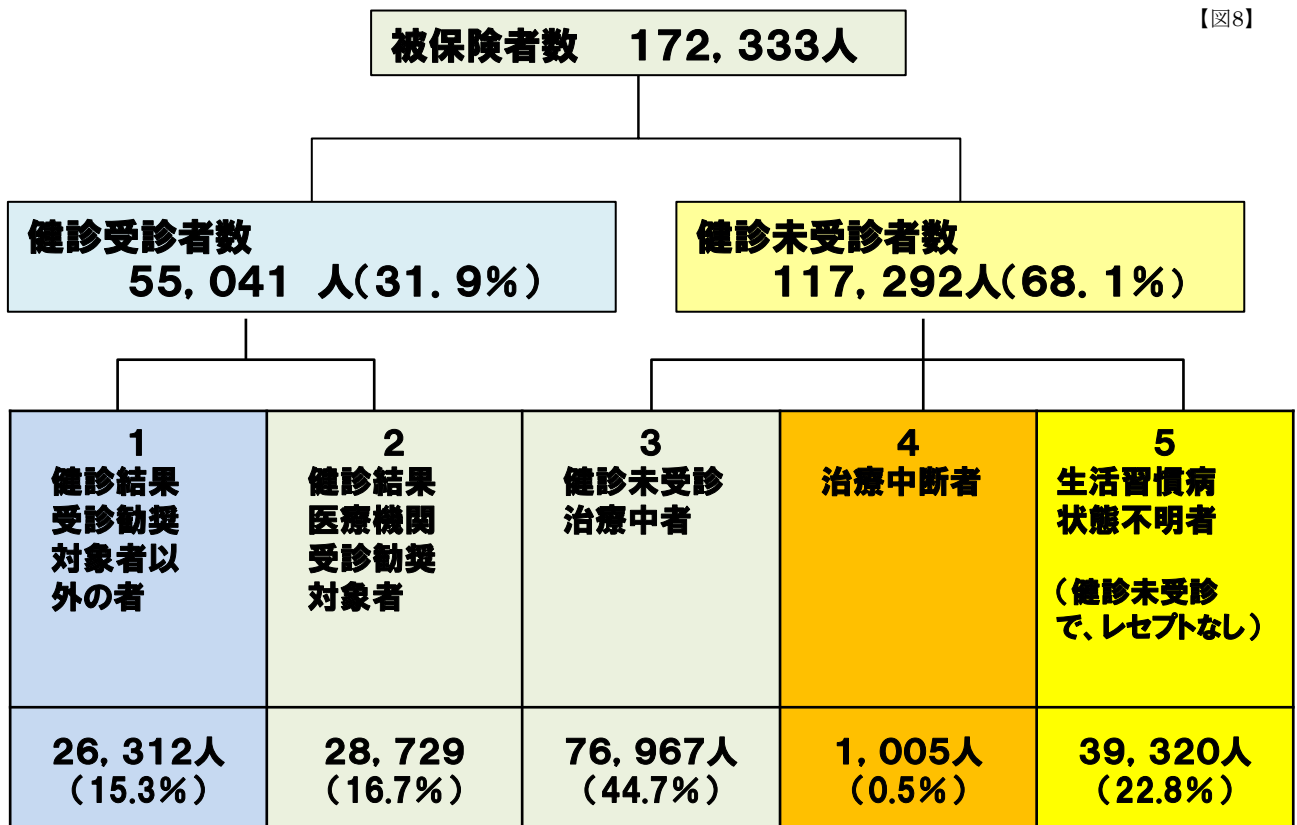 【図8】
被保険者数　172,333人
健診受診者数
55,041 人(31.9%)
健診未受診者数
117,292人(68.1%)
1
健診結果
受診勧奨
対象者以
外の者
26,312人
(15.3%)
2
健診結果
医療機関
受診勧奨
対象者
28,729
(16.7%)
3
健診未受診
治療中者
76,967人
(44.7%)
4
治療中断者
1,005人
(0.5%)
5
生活習慣病
状態不明者
(健診未受診
で、レセプトなし)
39,320人
(22.8%)